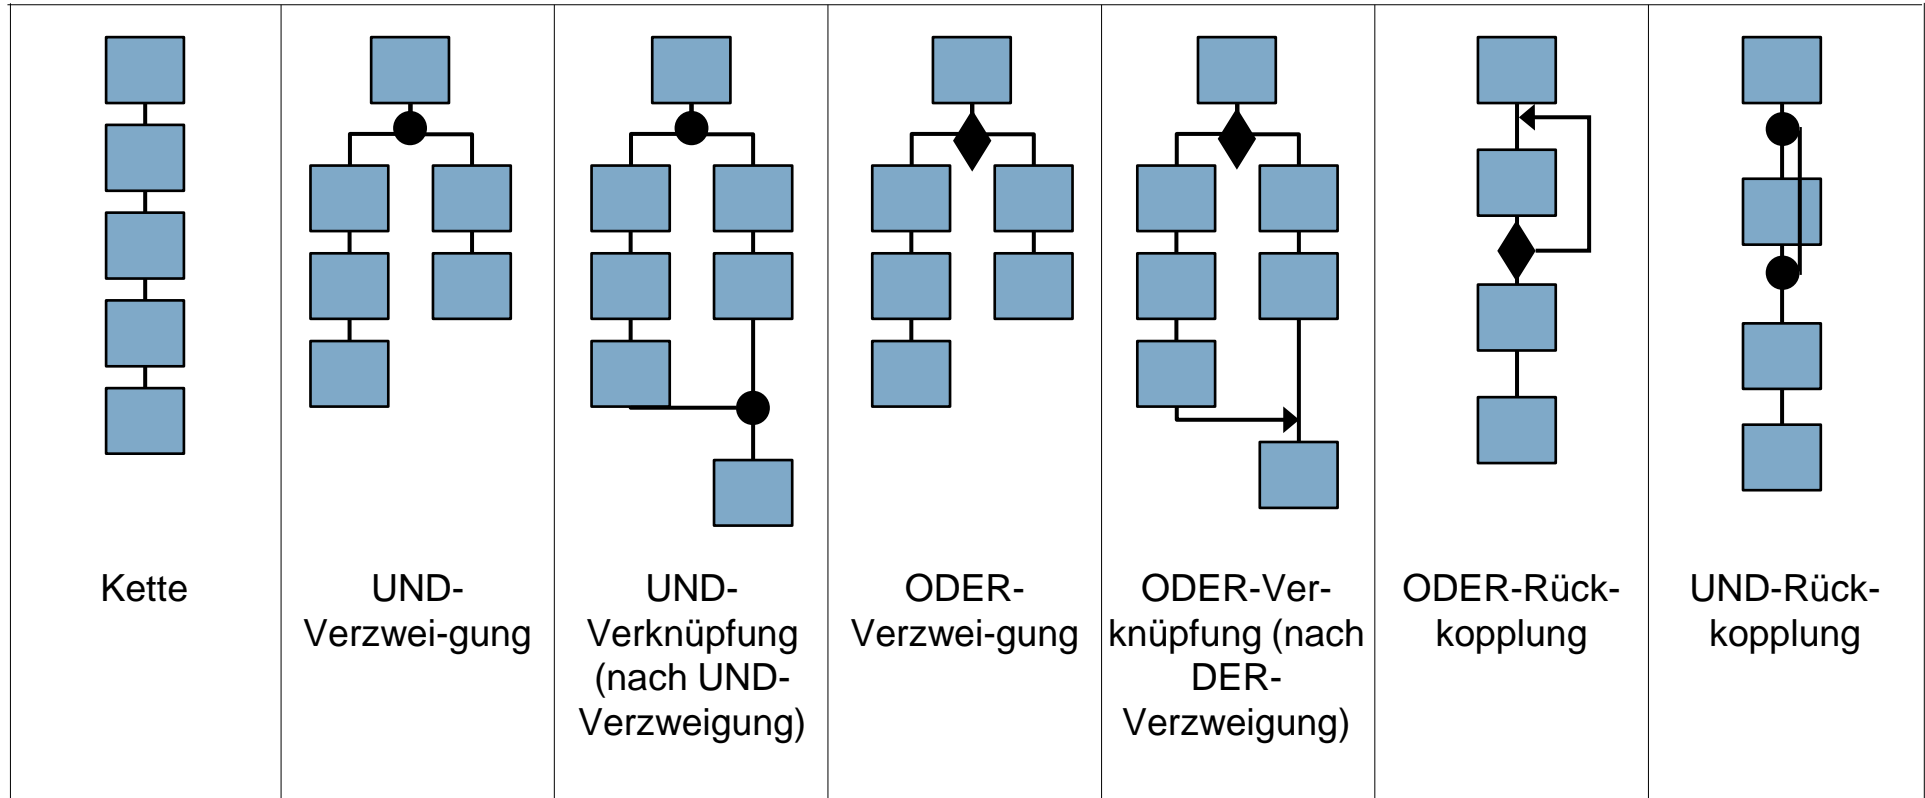 Kette
UND-
Verzwei-gung
UND-
Verknüpfung
(nach UND-
Verzweigung)
ODER-
Verzwei-gung
ODER-Ver-
knüpfung (nach
DER-
Verzweigung)
ODER-Rück-
kopplung
UND-Rück-
kopplung